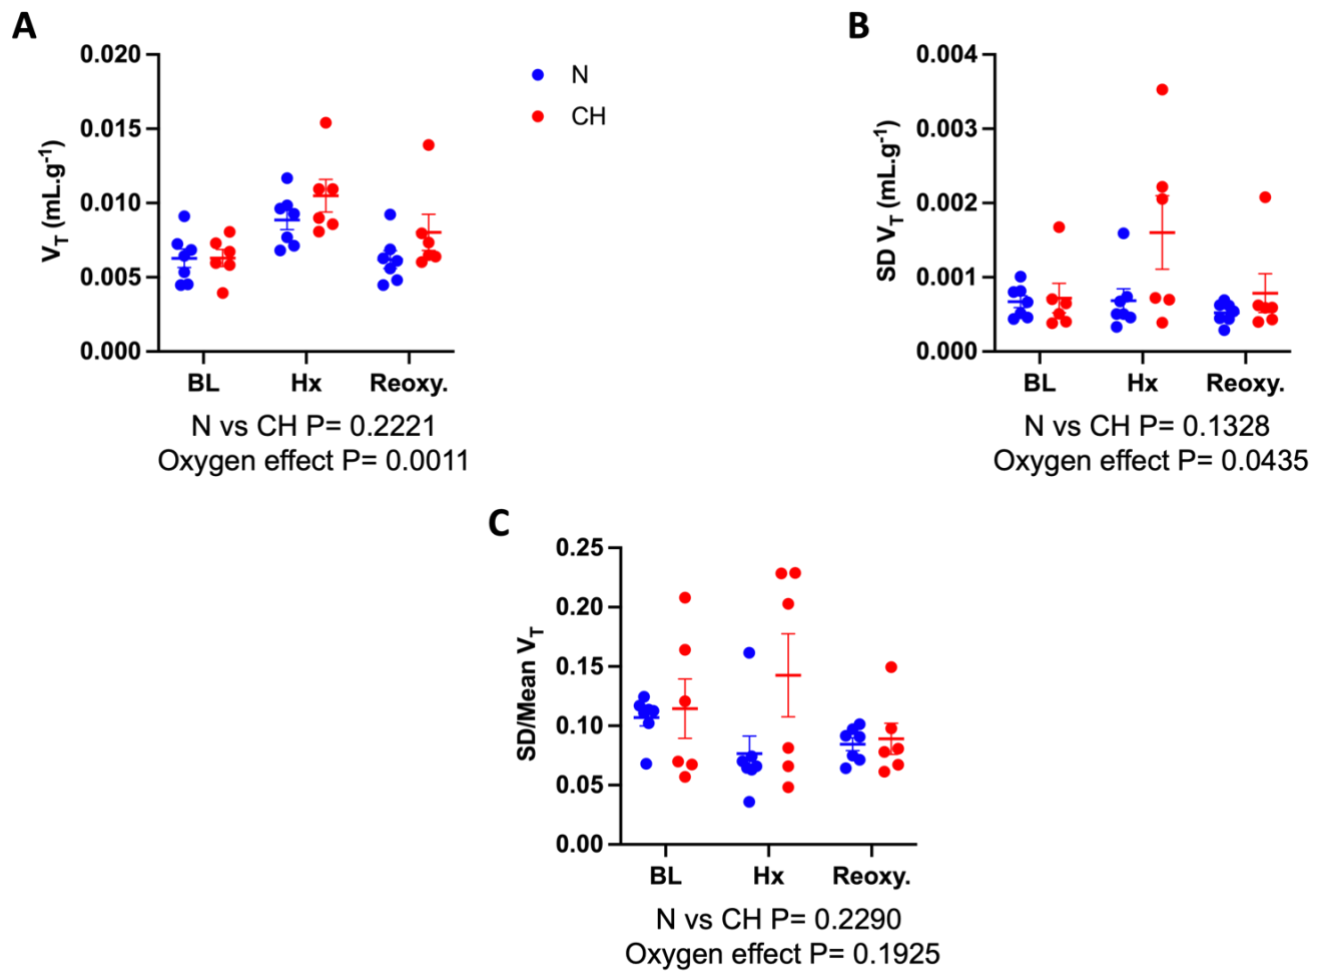 A
0.020
0.015
0.010
0.005
0.000
V_T (mL.g⁻¹)
BL Hx Reoxy.
N vs CH P= 0.2221
Oxygen effect P= 0.0011
N
CH
B
0.004
0.003
0.002
0.001
0.000
SD V_T (mL.g⁻¹)
BL Hx Reoxy.
N vs CH P= 0.1328
Oxygen effect P= 0.0435
C
0.25
0.20
0.15
0.10
0.05
0.00
SD/Mean V_T
BL Hx Reoxy.
N vs CH P= 0.2290
Oxygen effect P= 0.1925